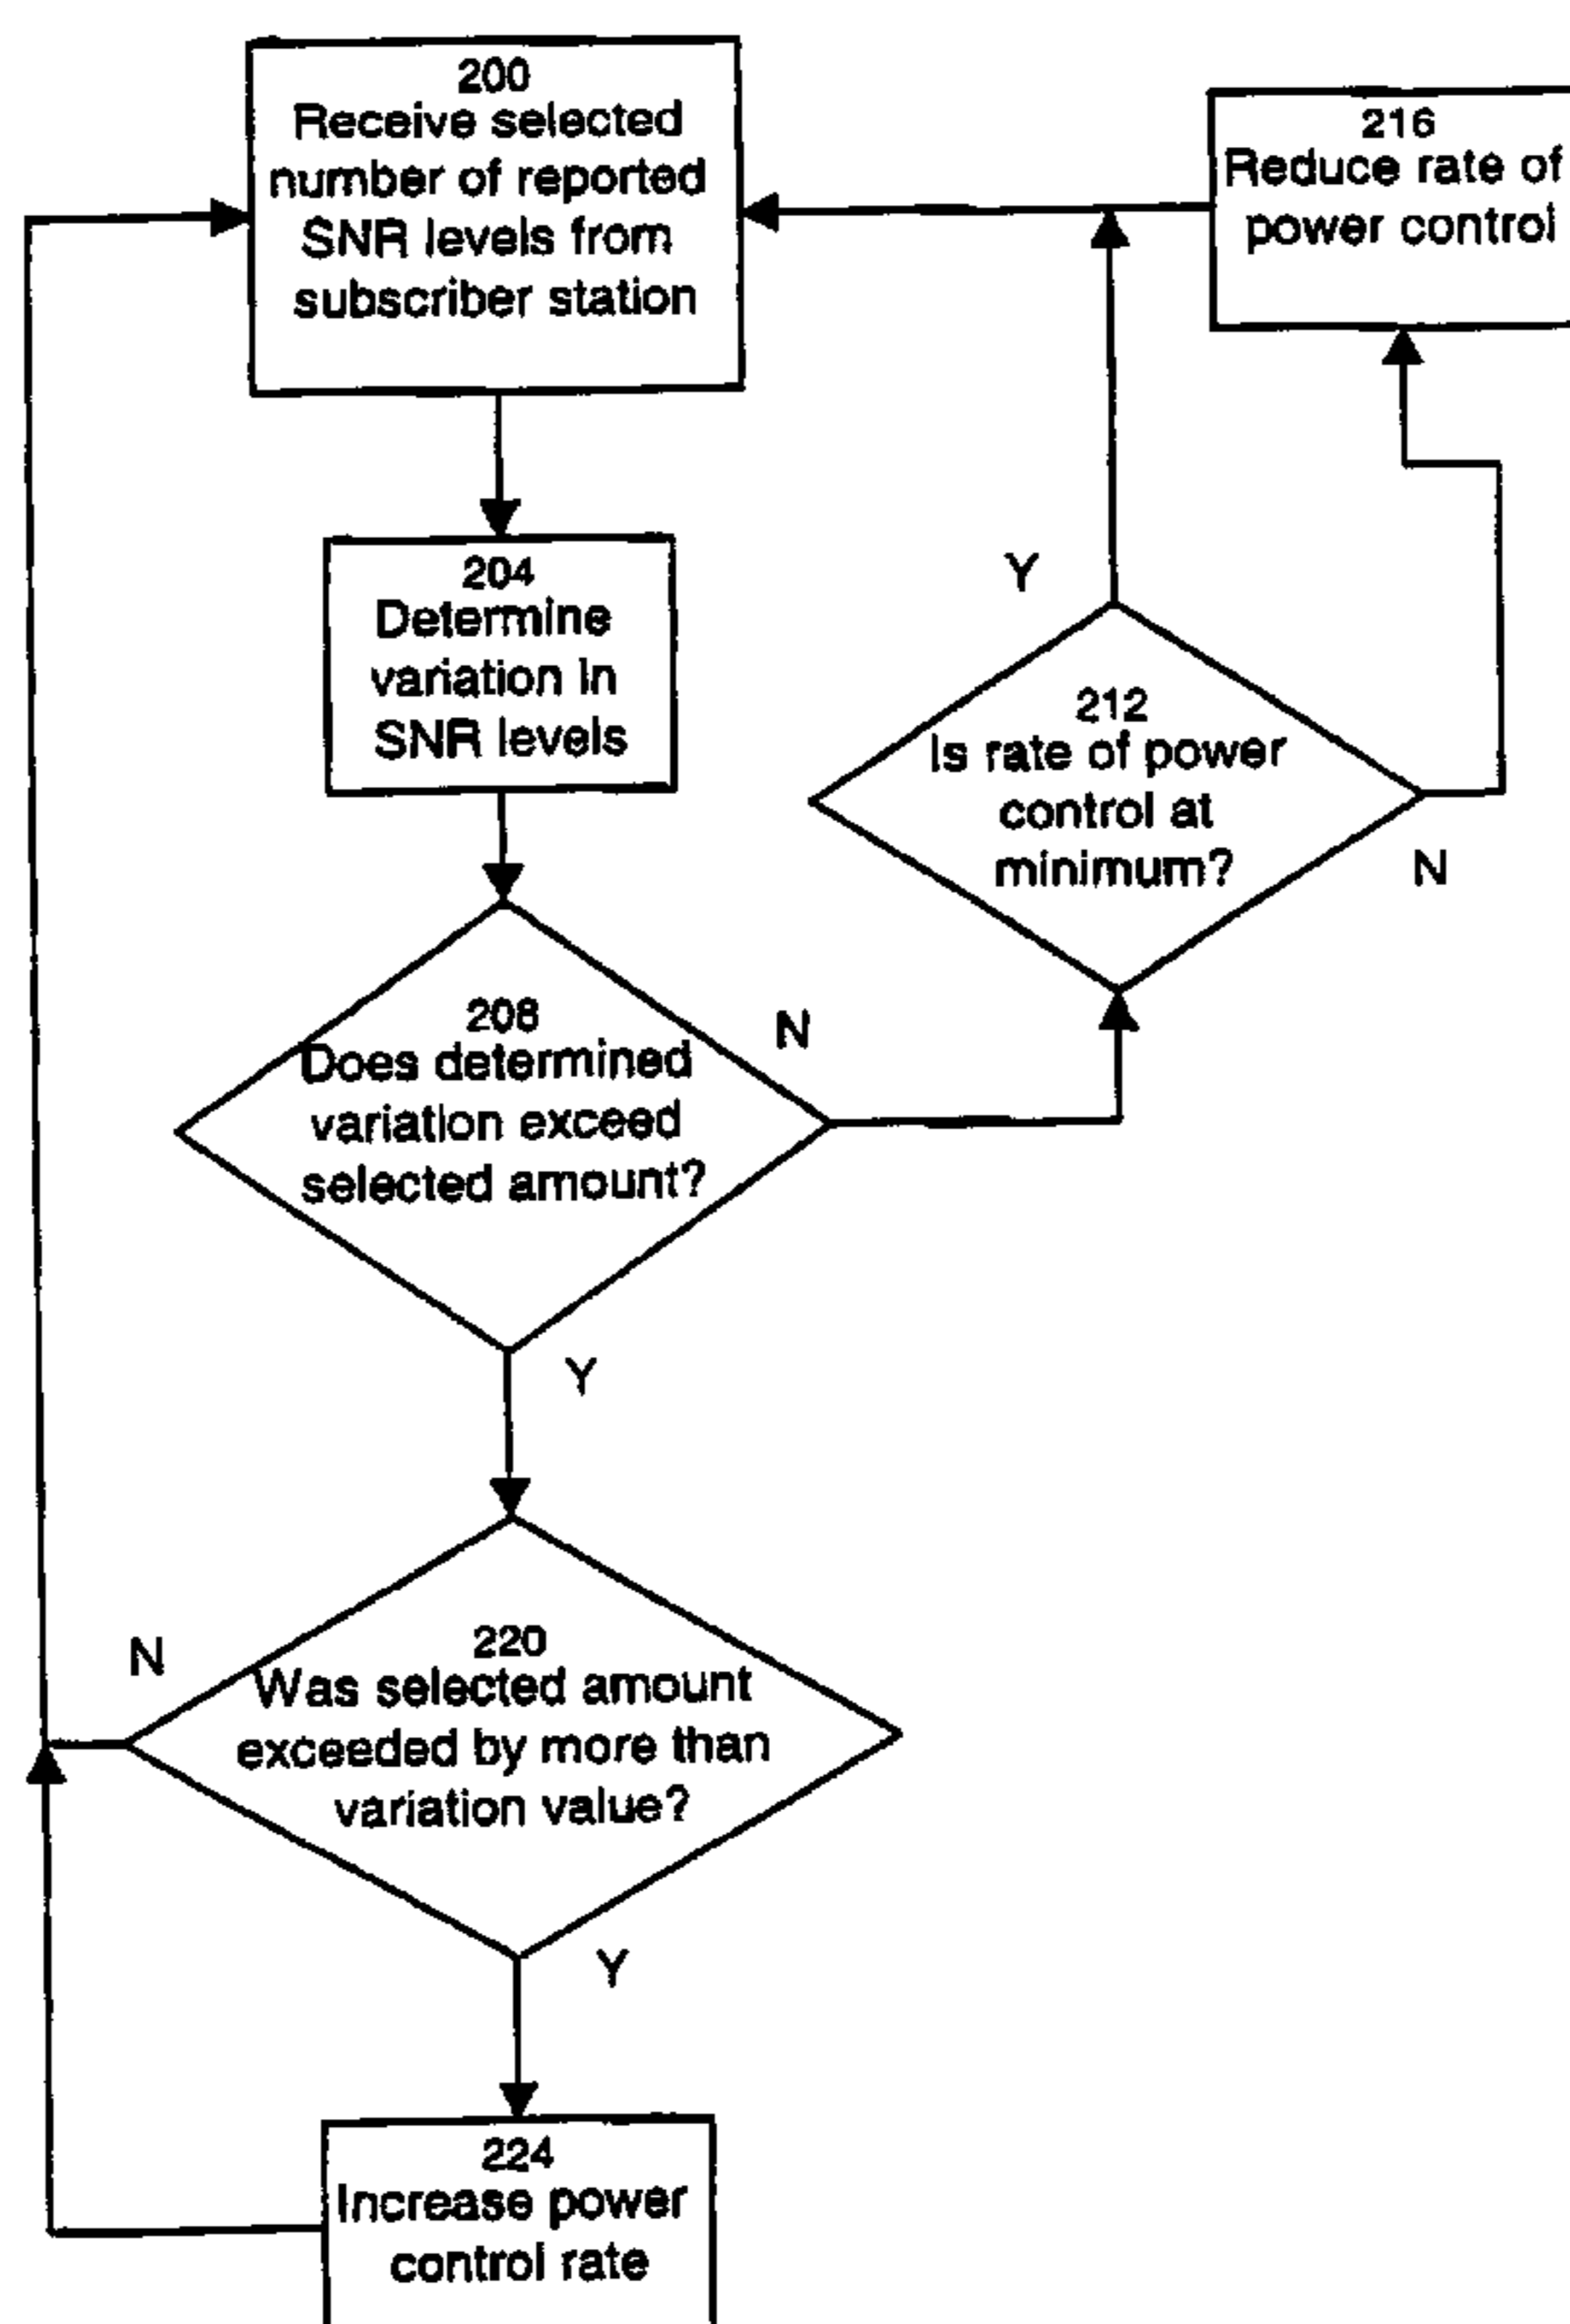 200
Receive selected
number of reported
SNR levels from
subscriber station
216
Reduce rate of
power control
204
Determine
variation in
SNR levels
Y
212
Is rate of power
control at
minimum?
N
208
Does determined
variation exceed
selected amount?
N
Y
220
Was selected amount
exceeded by more than
variation value?
N
Y
224
Increase power
control rate